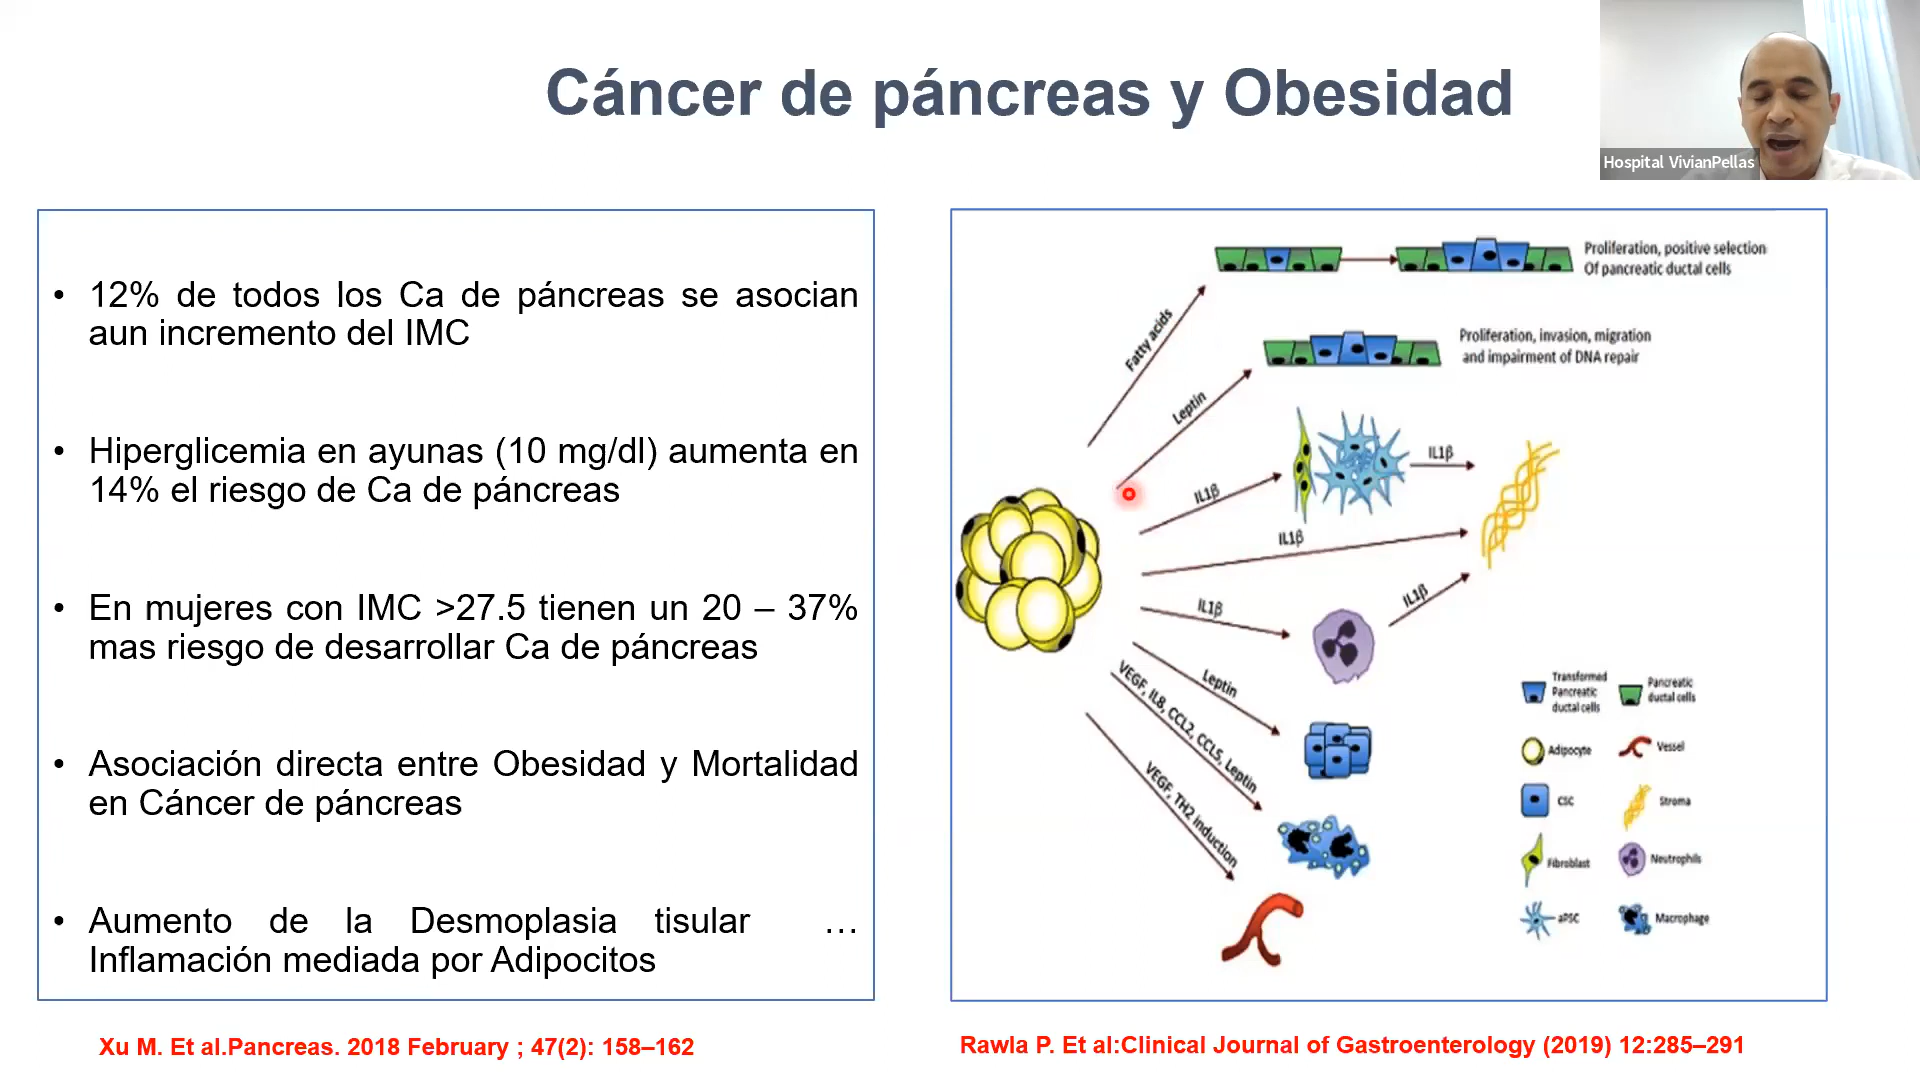 Cáncer de páncreas y Obesidad
Hospital VivianPellas
• 12% de todos los Ca de páncreas se asocian
aun incremento del IMC
• Hiperglicemia en ayunas (10 mg/dl) aumenta en
14% el riesgo de Ca de páncreas
• En mujeres con IMC >27.5 tienen un 20 – 37%
mas riesgo de desarrollar Ca de páncreas
• Asociación directa entre Obesidad y Mortalidad
en Cáncer de páncreas
• Aumento de la Desmoplasia tisular …
Inflamación mediada por Adipocitos
Xu M. Et al.Pancreas. 2018 February ; 47(2): 158–162
Proliferation, positive selection
Of pancreatic ductal cells
Fatty acids
Proliferation, invasion, migration
and impairment of DNA repair
Leptin
IL1β
IL1β
IL1β
IL1β
IL1β
Leptin
VEGF, IL8, CCL2, CCL5, Leptin
VEGF, TH2 induction
Transformed
Pancreatic
ductal cells
Pancreatic
ductal cells
Adipocyte
Vessel
CSC
Stroma
Fibroblast
Neutrophils
aPSC
Macrophage
Rawla P. Et al:Clinical Journal of Gastroenterology (2019) 12:285–291